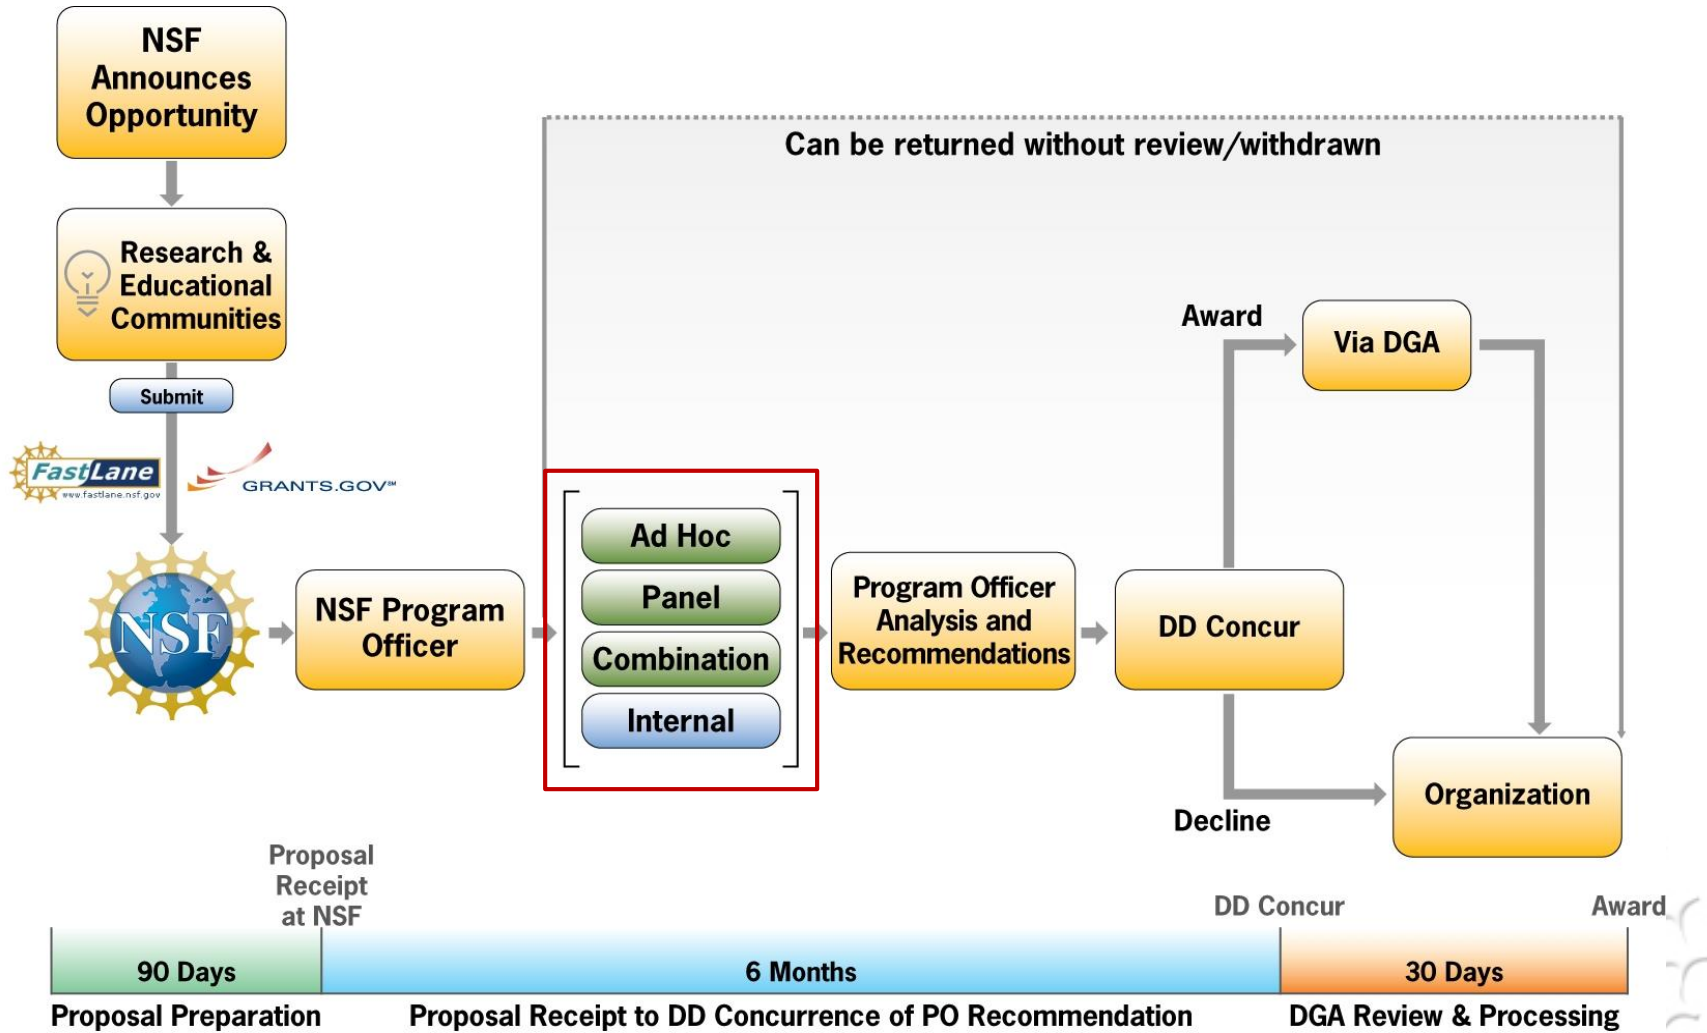 NSF
Announces
Opportunity
Research &
Educational
Communities
Submit
FastLane
www.fastlane.nsf.gov
GRANTS.GOV℠
NSF
NSF Program
Officer
Can be returned without review/withdrawn
Ad Hoc
Panel
Combination
Internal
Program Officer
Analysis and
Recommendations
DD Concur
Award
Via DGA
Decline
Organization
Proposal
Receipt
at NSF
DD Concur
Award
90 Days
6 Months
30 Days
Proposal Preparation
Proposal Receipt to DD Concurrence of PO Recommendation
DGA Review & Processing